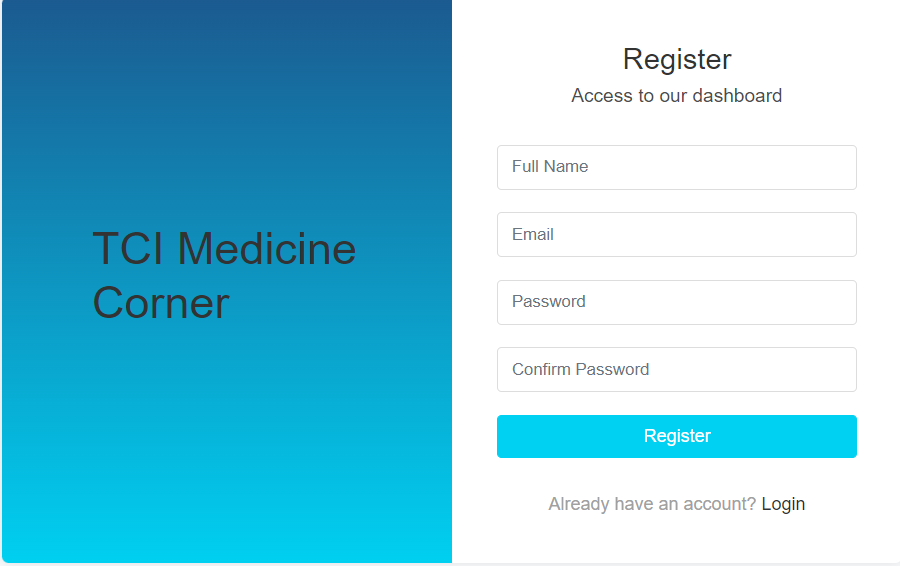 TCI Medicine
Corner
Register
Access to our dashboard
Full Name
Email
Password
Confirm Password
Register
Already have an account? Login